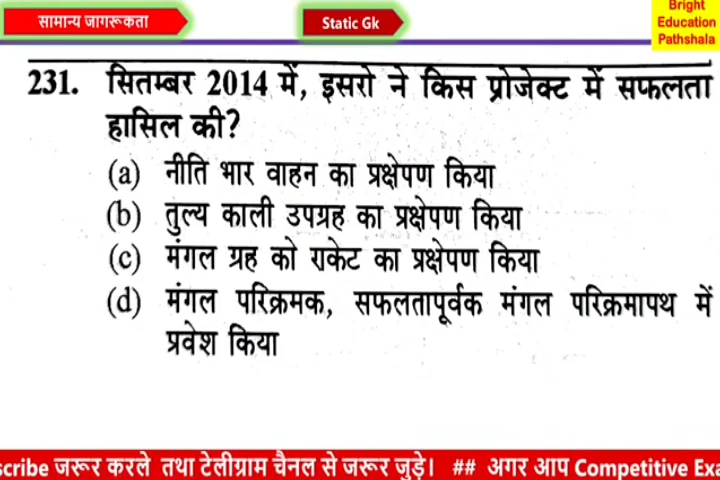 सामान्य जागरूकता
Static Gk
Bright
Education
Pathshala
231. सितम्बर 2014 में, इसरो ने किस प्रोजेक्ट में सफलता
हासिल की?
(a) नीति भार वाहन का प्रक्षेपण किया
(b) तुल्य काली उपग्रह का प्रक्षेपण किया
(c) मंगल ग्रह को राकेट का प्रक्षेपण किया
(d) मंगल परिक्रमक, सफलतापूर्वक मंगल परिक्रमापथ में
प्रवेश किया
scribe जरूर करले तथा टेलीग्राम चैनल से जरूर जुड़े। ## अगर आप Competitive Exa